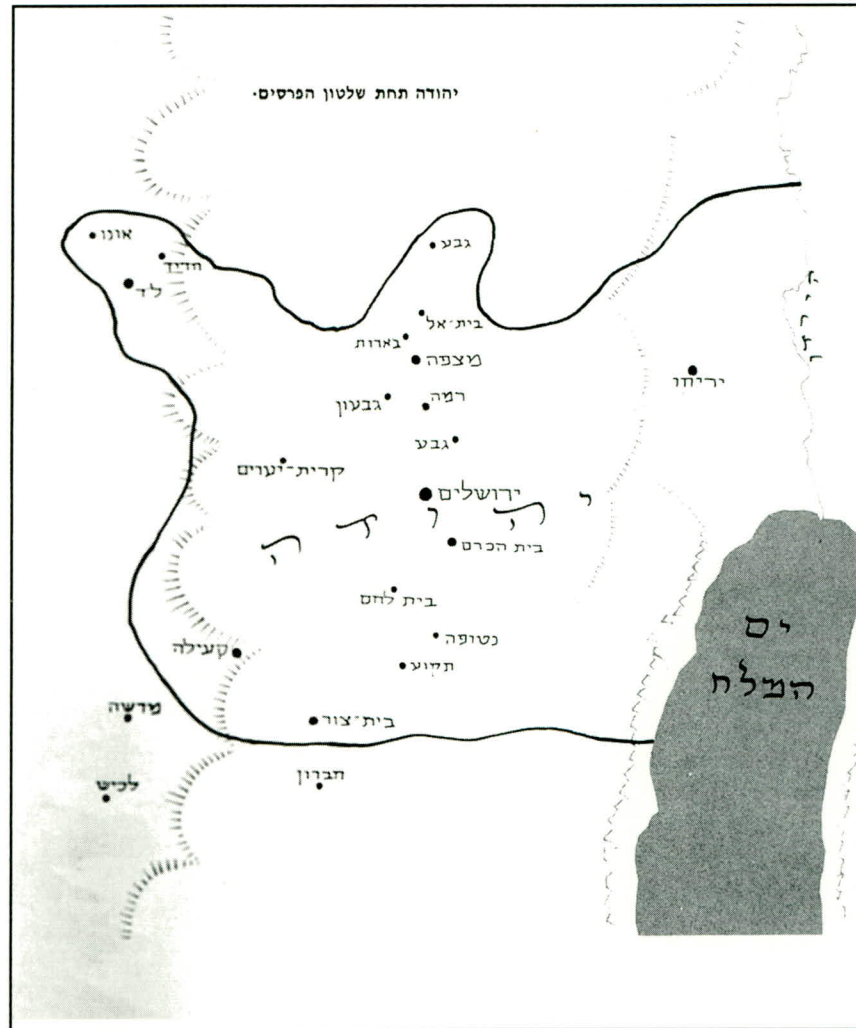 יהודה תחת שלטון הפרסים.
אונו
גבע
חדיד
לד
בית-אל
בארות
מצפה
יריחו
גבעון
רמה
גבע
קרית-יערים
ירושלים
יהודה
בית הכרם
בית לחם
נטופה
קעילה
תקוע
מדשה
בית-צור
חברון
לכיש
ים
המלח